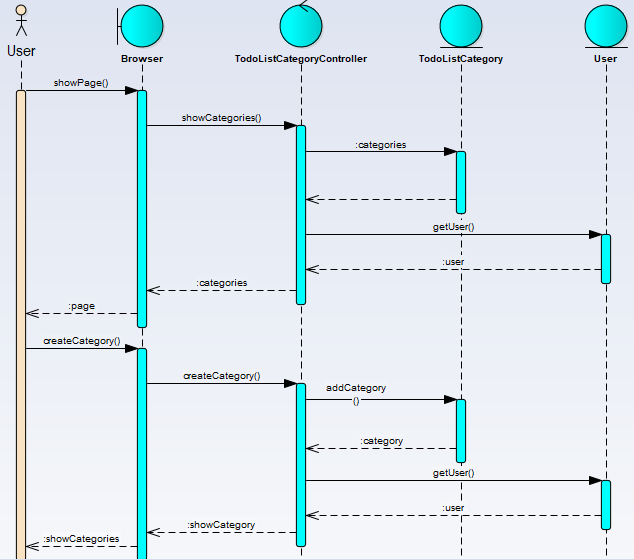 User
Browser
TodoListCategoryController
TodoListCategory
User
showPage()
showCategories()
:categories
getUser()
:user
:categories
:page
createCategory()
createCategory()
addCategory
()
:category
getUser()
:user
:showCategory
:showCategories